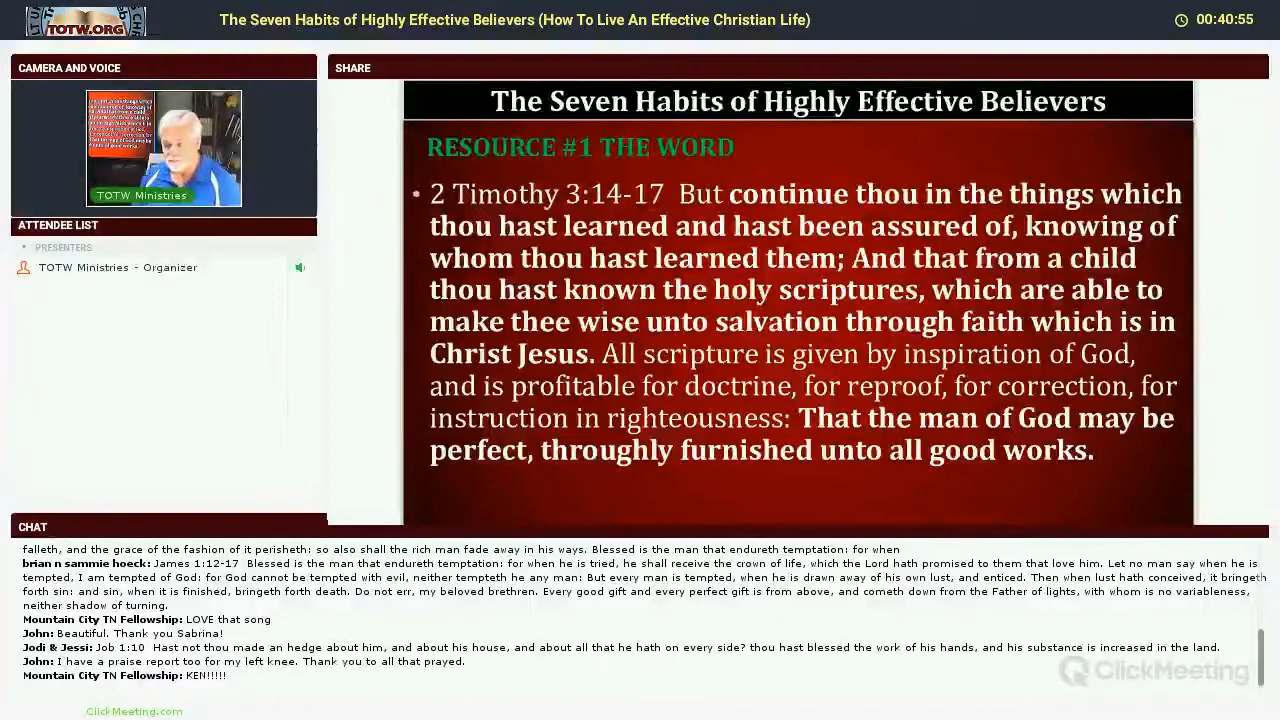 TOTW.ORG
The Seven Habits of Highly Effective Believers (How To Live An Effective Christian Life)
00:40:55
CAMERA AND VOICE
TOTW Ministries
ATTENDEE LIST
PRESENTERS
TOTW Ministries - Organizer
SHARE
The Seven Habits of Highly Effective Believers
RESOURCE #1 THE WORD
• 2 Timothy 3:14-17 But continue thou in the things which
thou hast learned and hast been assured of, knowing of
whom thou hast learned them; And that from a child
thou hast known the holy scriptures, which are able to
make thee wise unto salvation through faith which is in
Christ Jesus. All scripture is given by inspiration of God,
and is profitable for doctrine, for reproof, for correction, for
instruction in righteousness: That the man of God may be
perfect, throughly furnished unto all good works.
CHAT
falleth, and the grace of the fashion of it perisheth: so also shall the rich man fade away in his ways. Blessed is the man that endureth temptation: for when
brian n sammie hoeck: James 1:12-17 Blessed is the man that endureth temptation: for when he is tried, he shall receive the crown of life, which the Lord hath promised to them that love him. Let no man say when he is
tempted, I am tempted of God: for God cannot be tempted with evil, neither tempteth he any man: But every man is tempted, when he is drawn away of his own lust, and enticed. Then when lust hath conceived, it bringeth
forth sin: and sin, when it is finished, bringeth forth death. Do not err, my beloved brethren. Every good gift and every perfect gift is from above, and cometh down from the Father of lights, with whom is no variableness,
neither shadow of turning.
Mountain City TN Fellowship: LOVE that song
John: Beautiful. Thank you Sabrina!
Jodi & Jessi: Job 1:10 Hast not thou made an hedge about him, and about his house, and about all that he hath on every side? thou hast blessed the work of his hands, and his substance is increased in the land.
John: I have a praise report too for my left knee. Thank you to all that prayed.
Mountain City TN Fellowship: KEN!!!!!
ClickMeeting
ClickMeeting.com